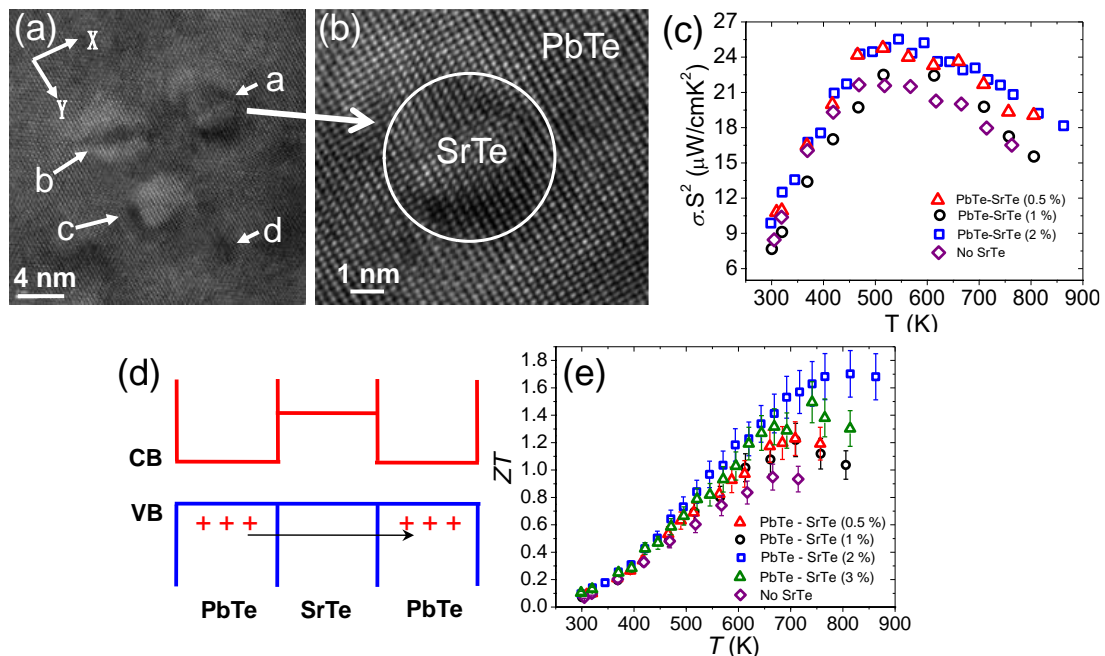 (a)
X
Y
a
b
c
d
4 nm
(b)
PbTe
SrTe
1 nm
(c)
σ.S² (μW/cmK²)
27
24
21
18
15
12
9
6
PbTe-SrTe (0.5 %)
PbTe-SrTe (1 %)
PbTe-SrTe (2 %)
No SrTe
300 400 500 600 700 800 900
T (K)
(d)
CB
VB
+ + + + + +
PbTe SrTe PbTe
(e)
ZT
1.8
1.6
1.4
1.2
1.0
0.8
0.6
0.4
0.2
0.0
PbTe - SrTe (0.5 %)
PbTe - SrTe (1 %)
PbTe - SrTe (2 %)
PbTe - SrTe (3 %)
No SrTe
300 400 500 600 700 800 900
T (K)